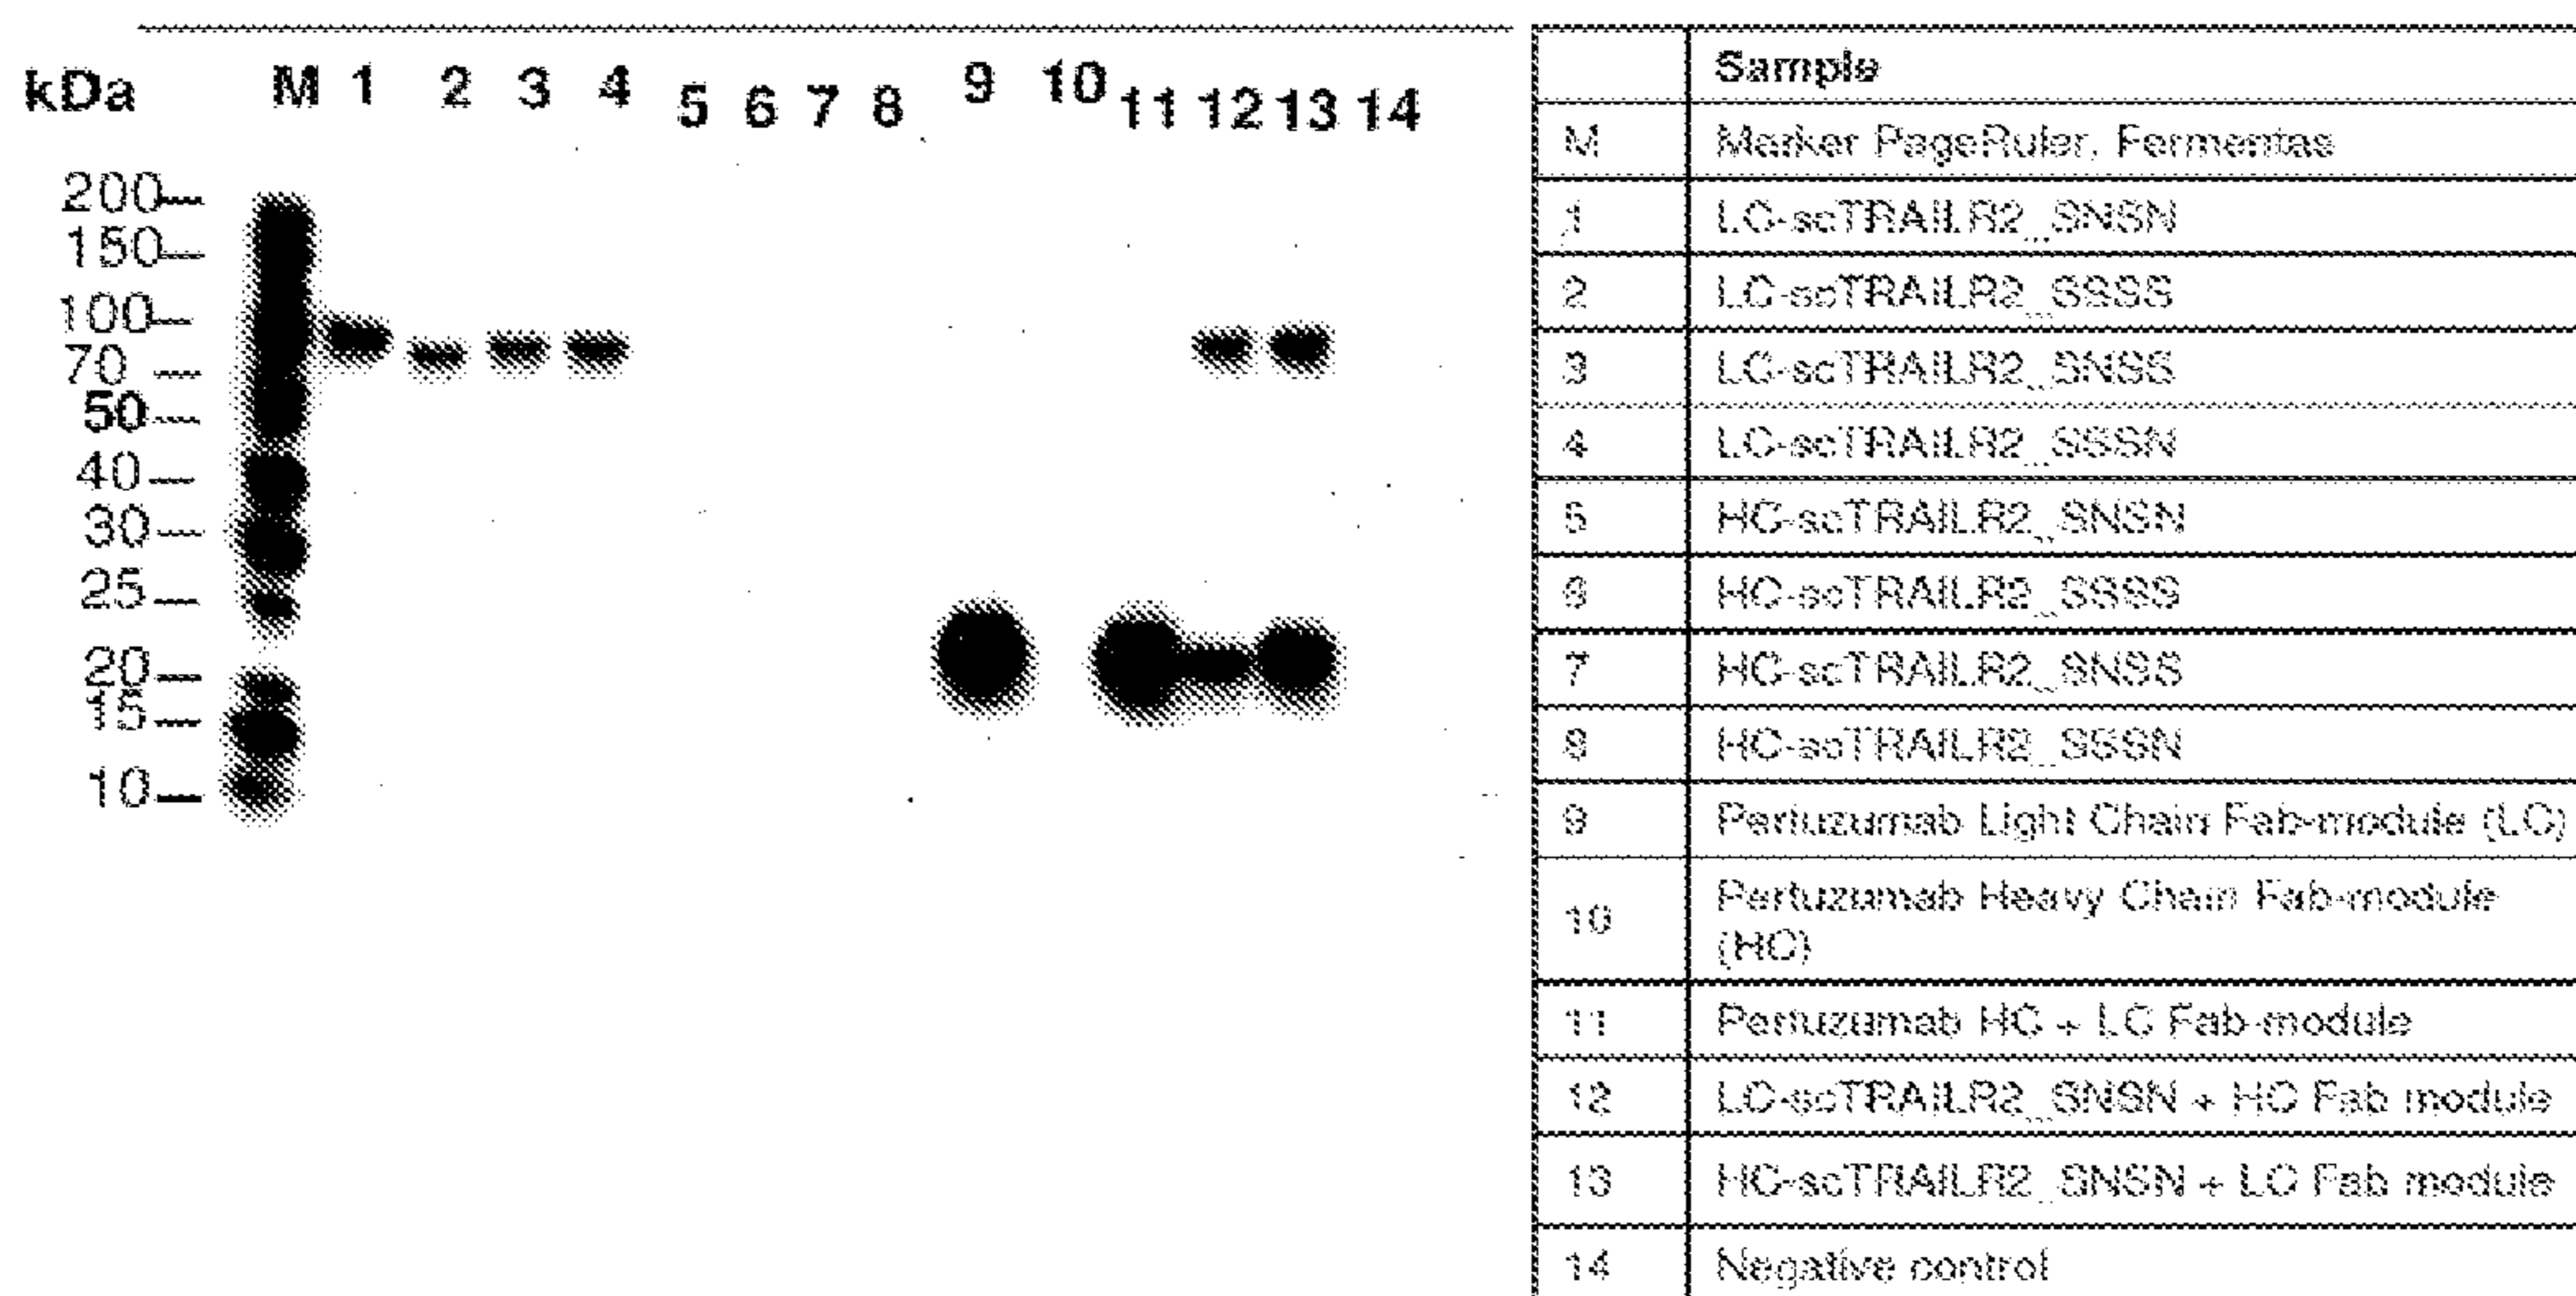 kDa M 1 2 3 4 5 6 7 8 9 10 11 12 13 14
200
150
100
70
50
40
30
25
20
15
10
Sample
M Marker PageRuler, Fermentas
1 LC-scTRAILR2_SNSN
2 LC-scTRAILR2_SSSS
3 LC-scTRAILR2_SNSS
4 LC-scTRAILR2_SSSN
5 HC-scTRAILR2_SNSN
6 HC-scTRAILR2_SSSS
7 HC-scTRAILR2_SNSS
8 HC-scTRAILR2_SSSN
9 Pertuzumab Light Chain Fab-module (LC)
10 Pertuzumab Heavy Chain Fab-module
(HC)
11 Pertuzumab HC + LC Fab-module
12 LC-scTRAILR2_SNSN + HC Fab module
13 HC-scTRAILR2_SNSN + LC Fab module
14 Negative control